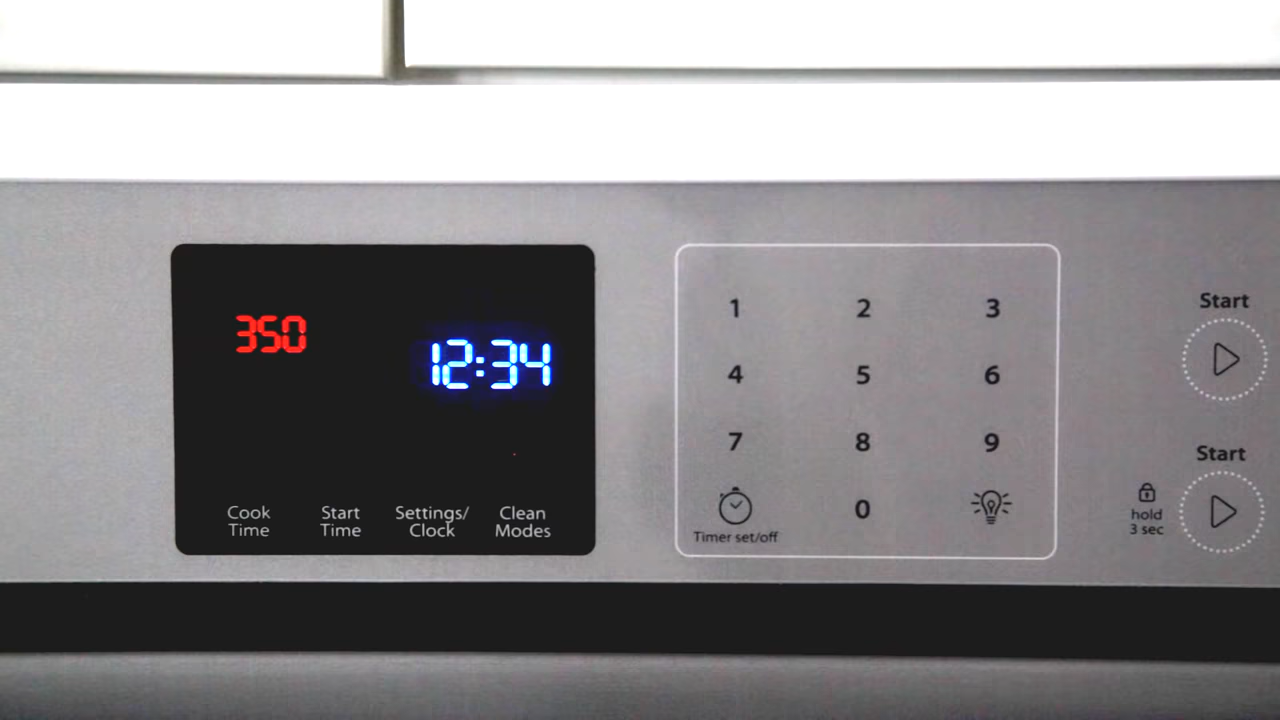 350
12:34
Cook
Time
Start
Time
Settings/
Clock
Clean
Modes
1 2 3
4 5 6
7 8 9
0
Timer set/off
Start
Start
hold
3 sec